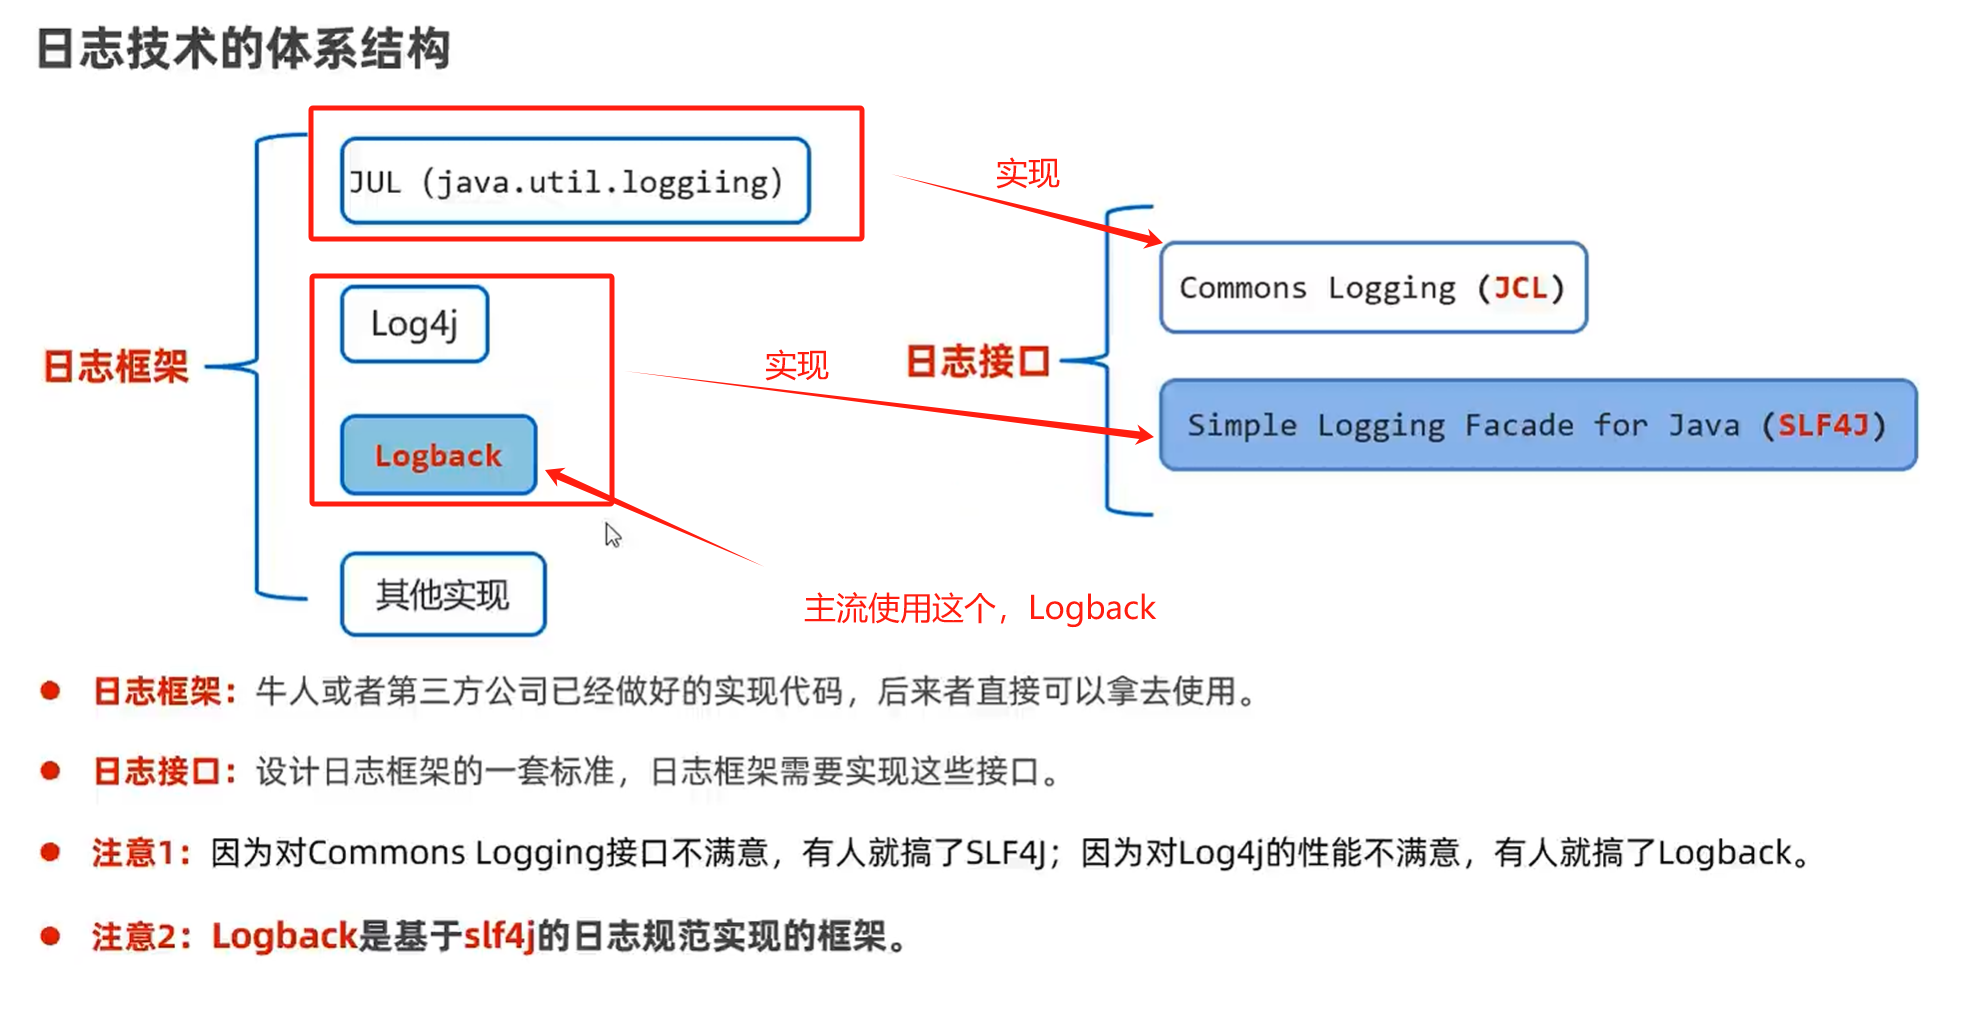 日志技术的体系结构
JUL (java.util.loggiing)
实现
Commons Logging (JCL)
Log4j
日志框架
实现
日志接口
Simple Logging Facade for Java (SLF4J)
Logback
其他实现
主流使用这个，Logback
日志框架：牛人或者第三方公司已经做好的实现代码，后来者直接可以拿去使用。
日志接口：设计日志框架的一套标准，日志框架需要实现这些接口。
注意1：因为对Commons Logging接口不满意，有人就搞了SLF4J；因为对Log4j的性能不满意，有人就搞了Logback。
注意2：Logback是基于slf4j的日志规范实现的框架。